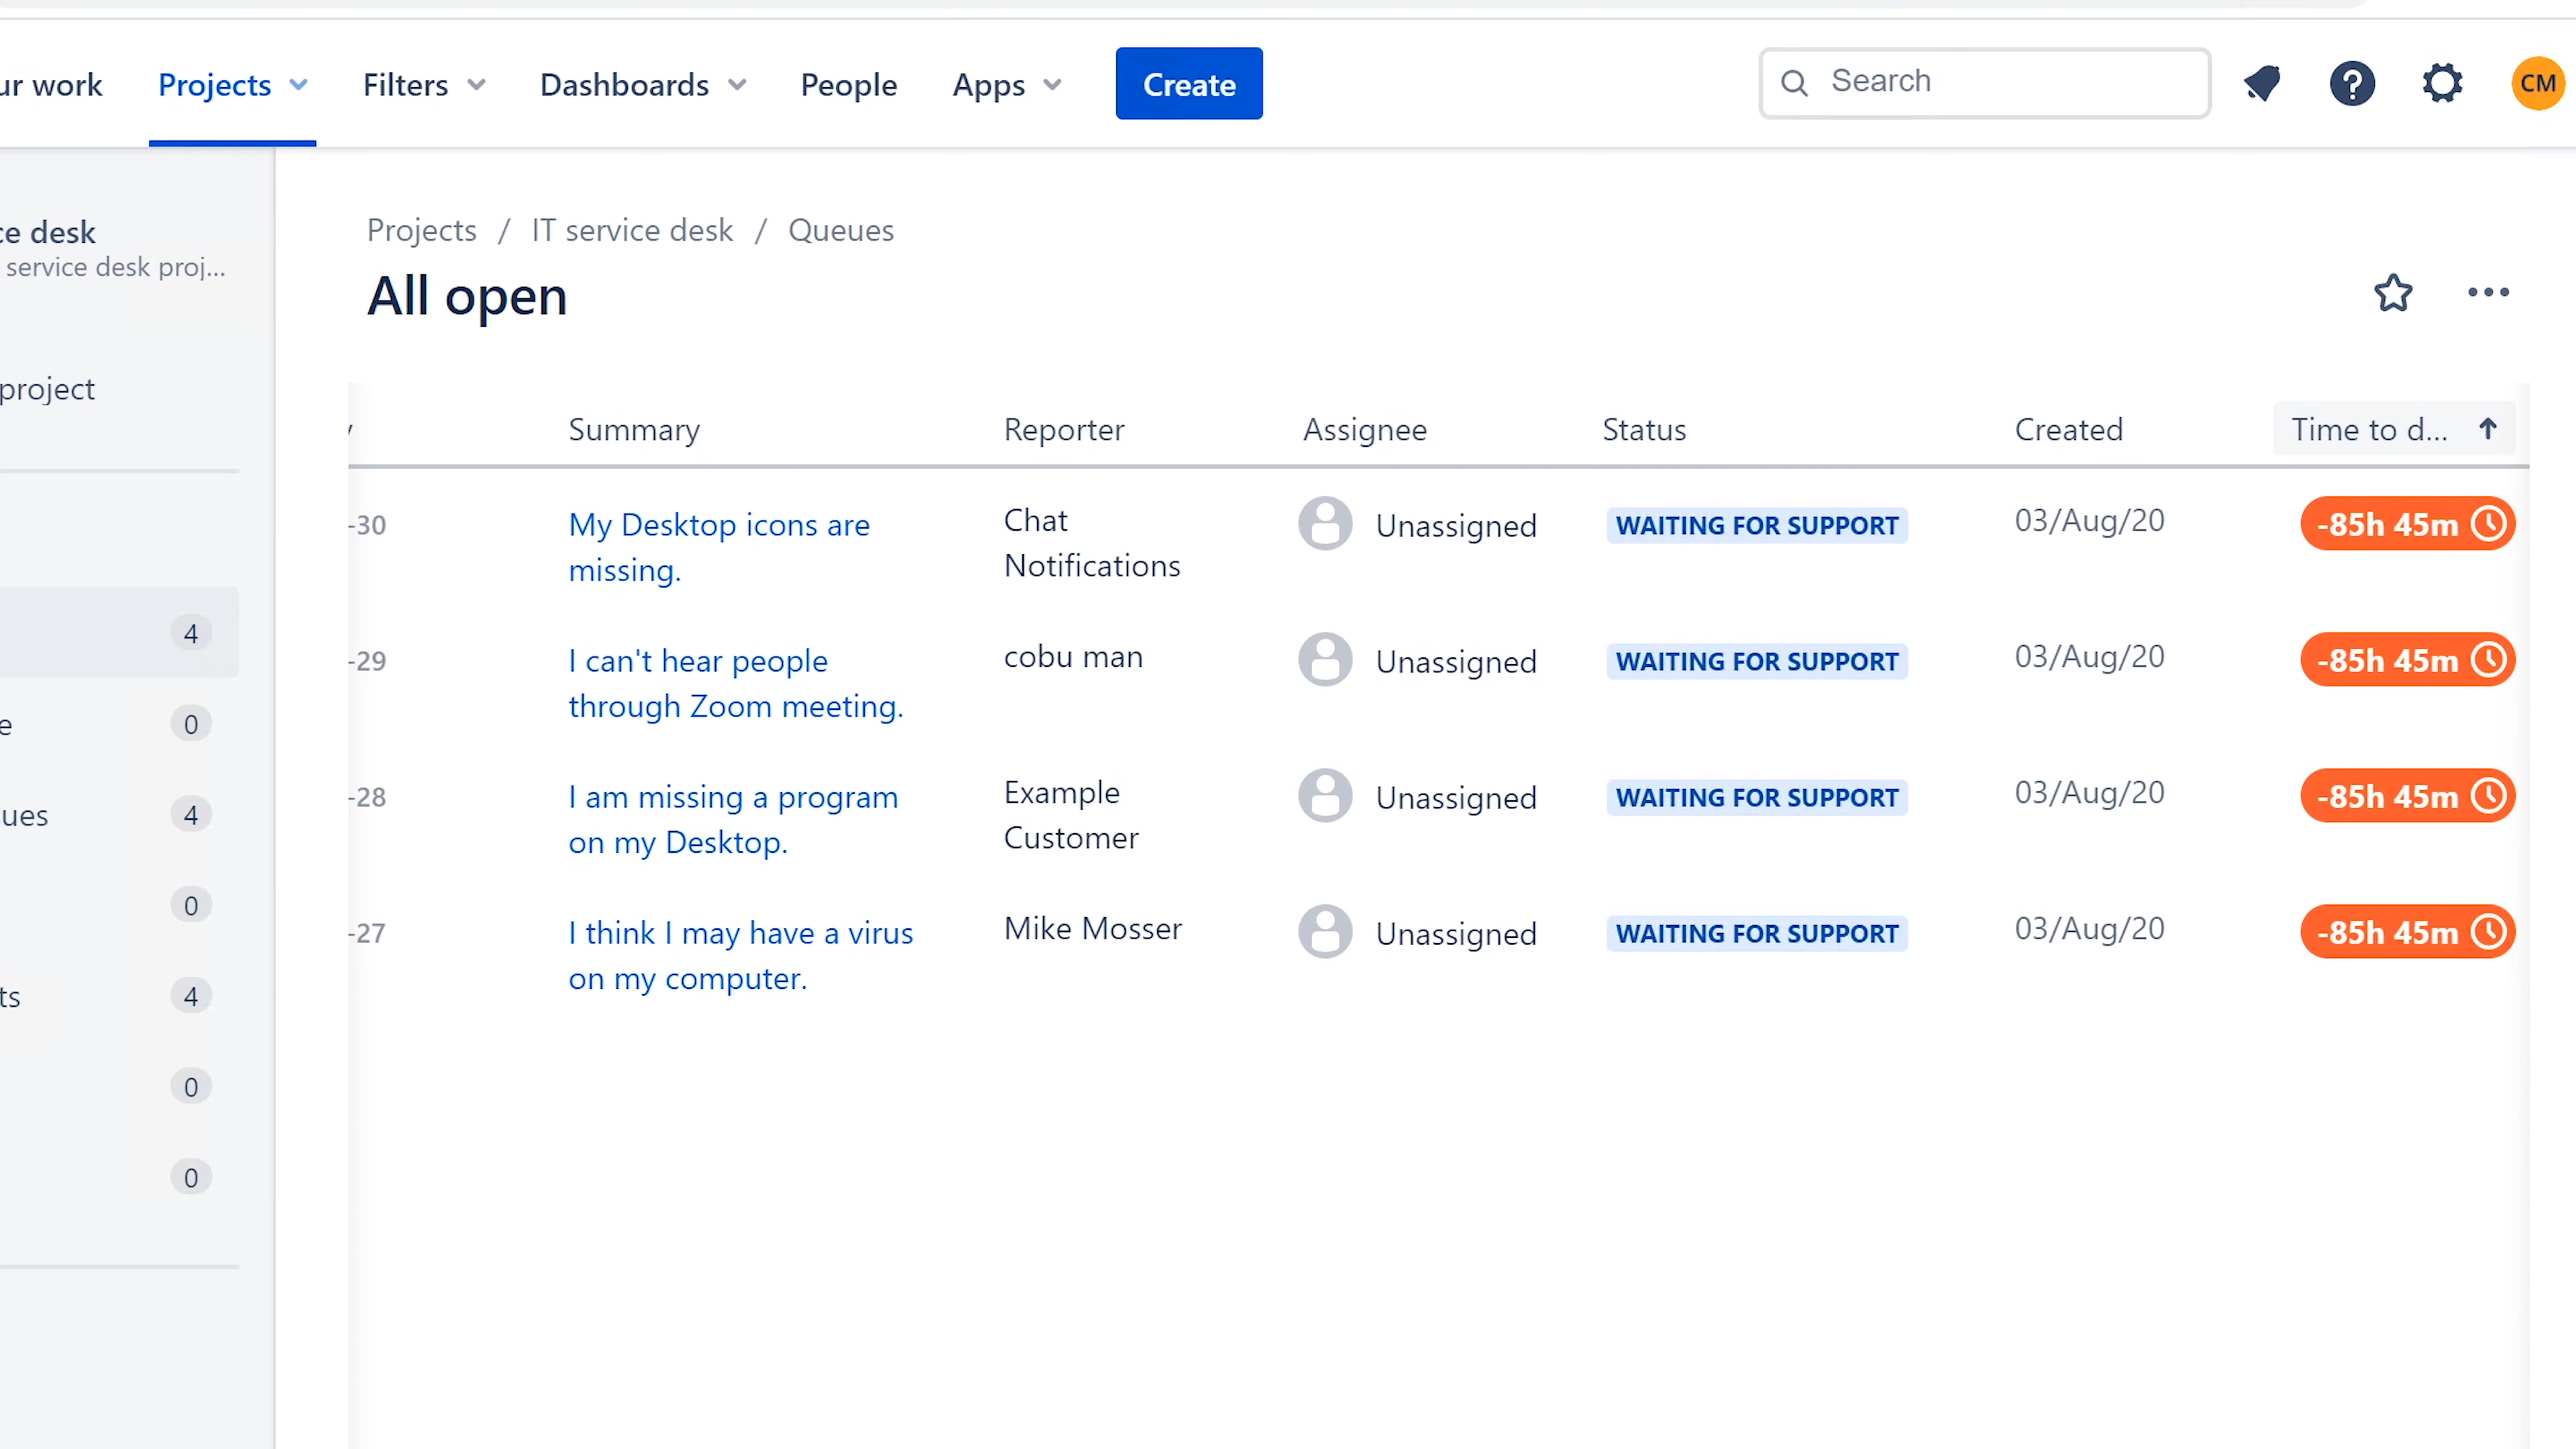 ur work Projects Filters Dashboards People Apps Create Search CM
ce desk
service desk proj...
project
4
e 0
ues 4
0
ts 4
0
0
Projects / IT service desk / Queues
All open
y Summary Reporter Assignee Status Created Time to d...
-30 My Desktop icons are missing. Chat Notifications Unassigned WAITING FOR SUPPORT 03/Aug/20 -85h 45m
-29 I can't hear people through Zoom meeting. cobu man Unassigned WAITING FOR SUPPORT 03/Aug/20 -85h 45m
-28 I am missing a program on my Desktop. Example Customer Unassigned WAITING FOR SUPPORT 03/Aug/20 -85h 45m
-27 I think I may have a virus on my computer. Mike Mosser Unassigned WAITING FOR SUPPORT 03/Aug/20 -85h 45m